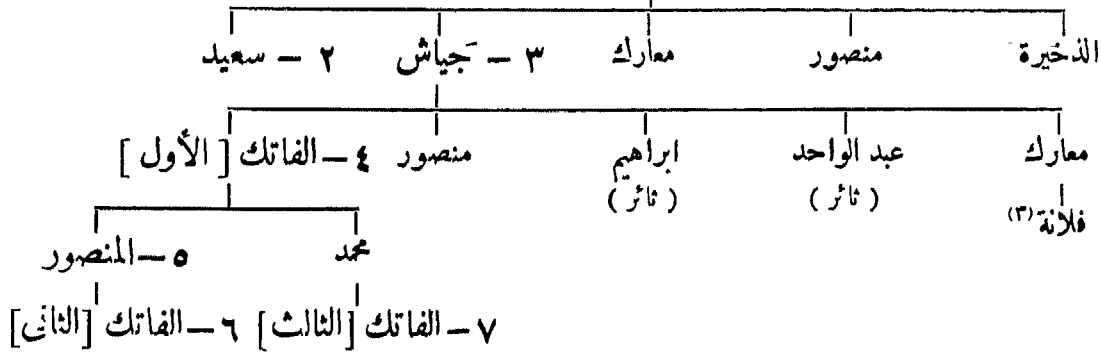 الذخيرة منصور معارك ٣ – جياش ٢ – سعيد
معارك عبد الواحد ابراهيم منصور ٤ – الفاتك [ الأول ]
فلانة (٣) ( ثائر ) ( ثائر )
محمد ٥ – المنصور
٧ – الفاتك [ الثالث ] ٦ – الفاتك [ الثانى ]